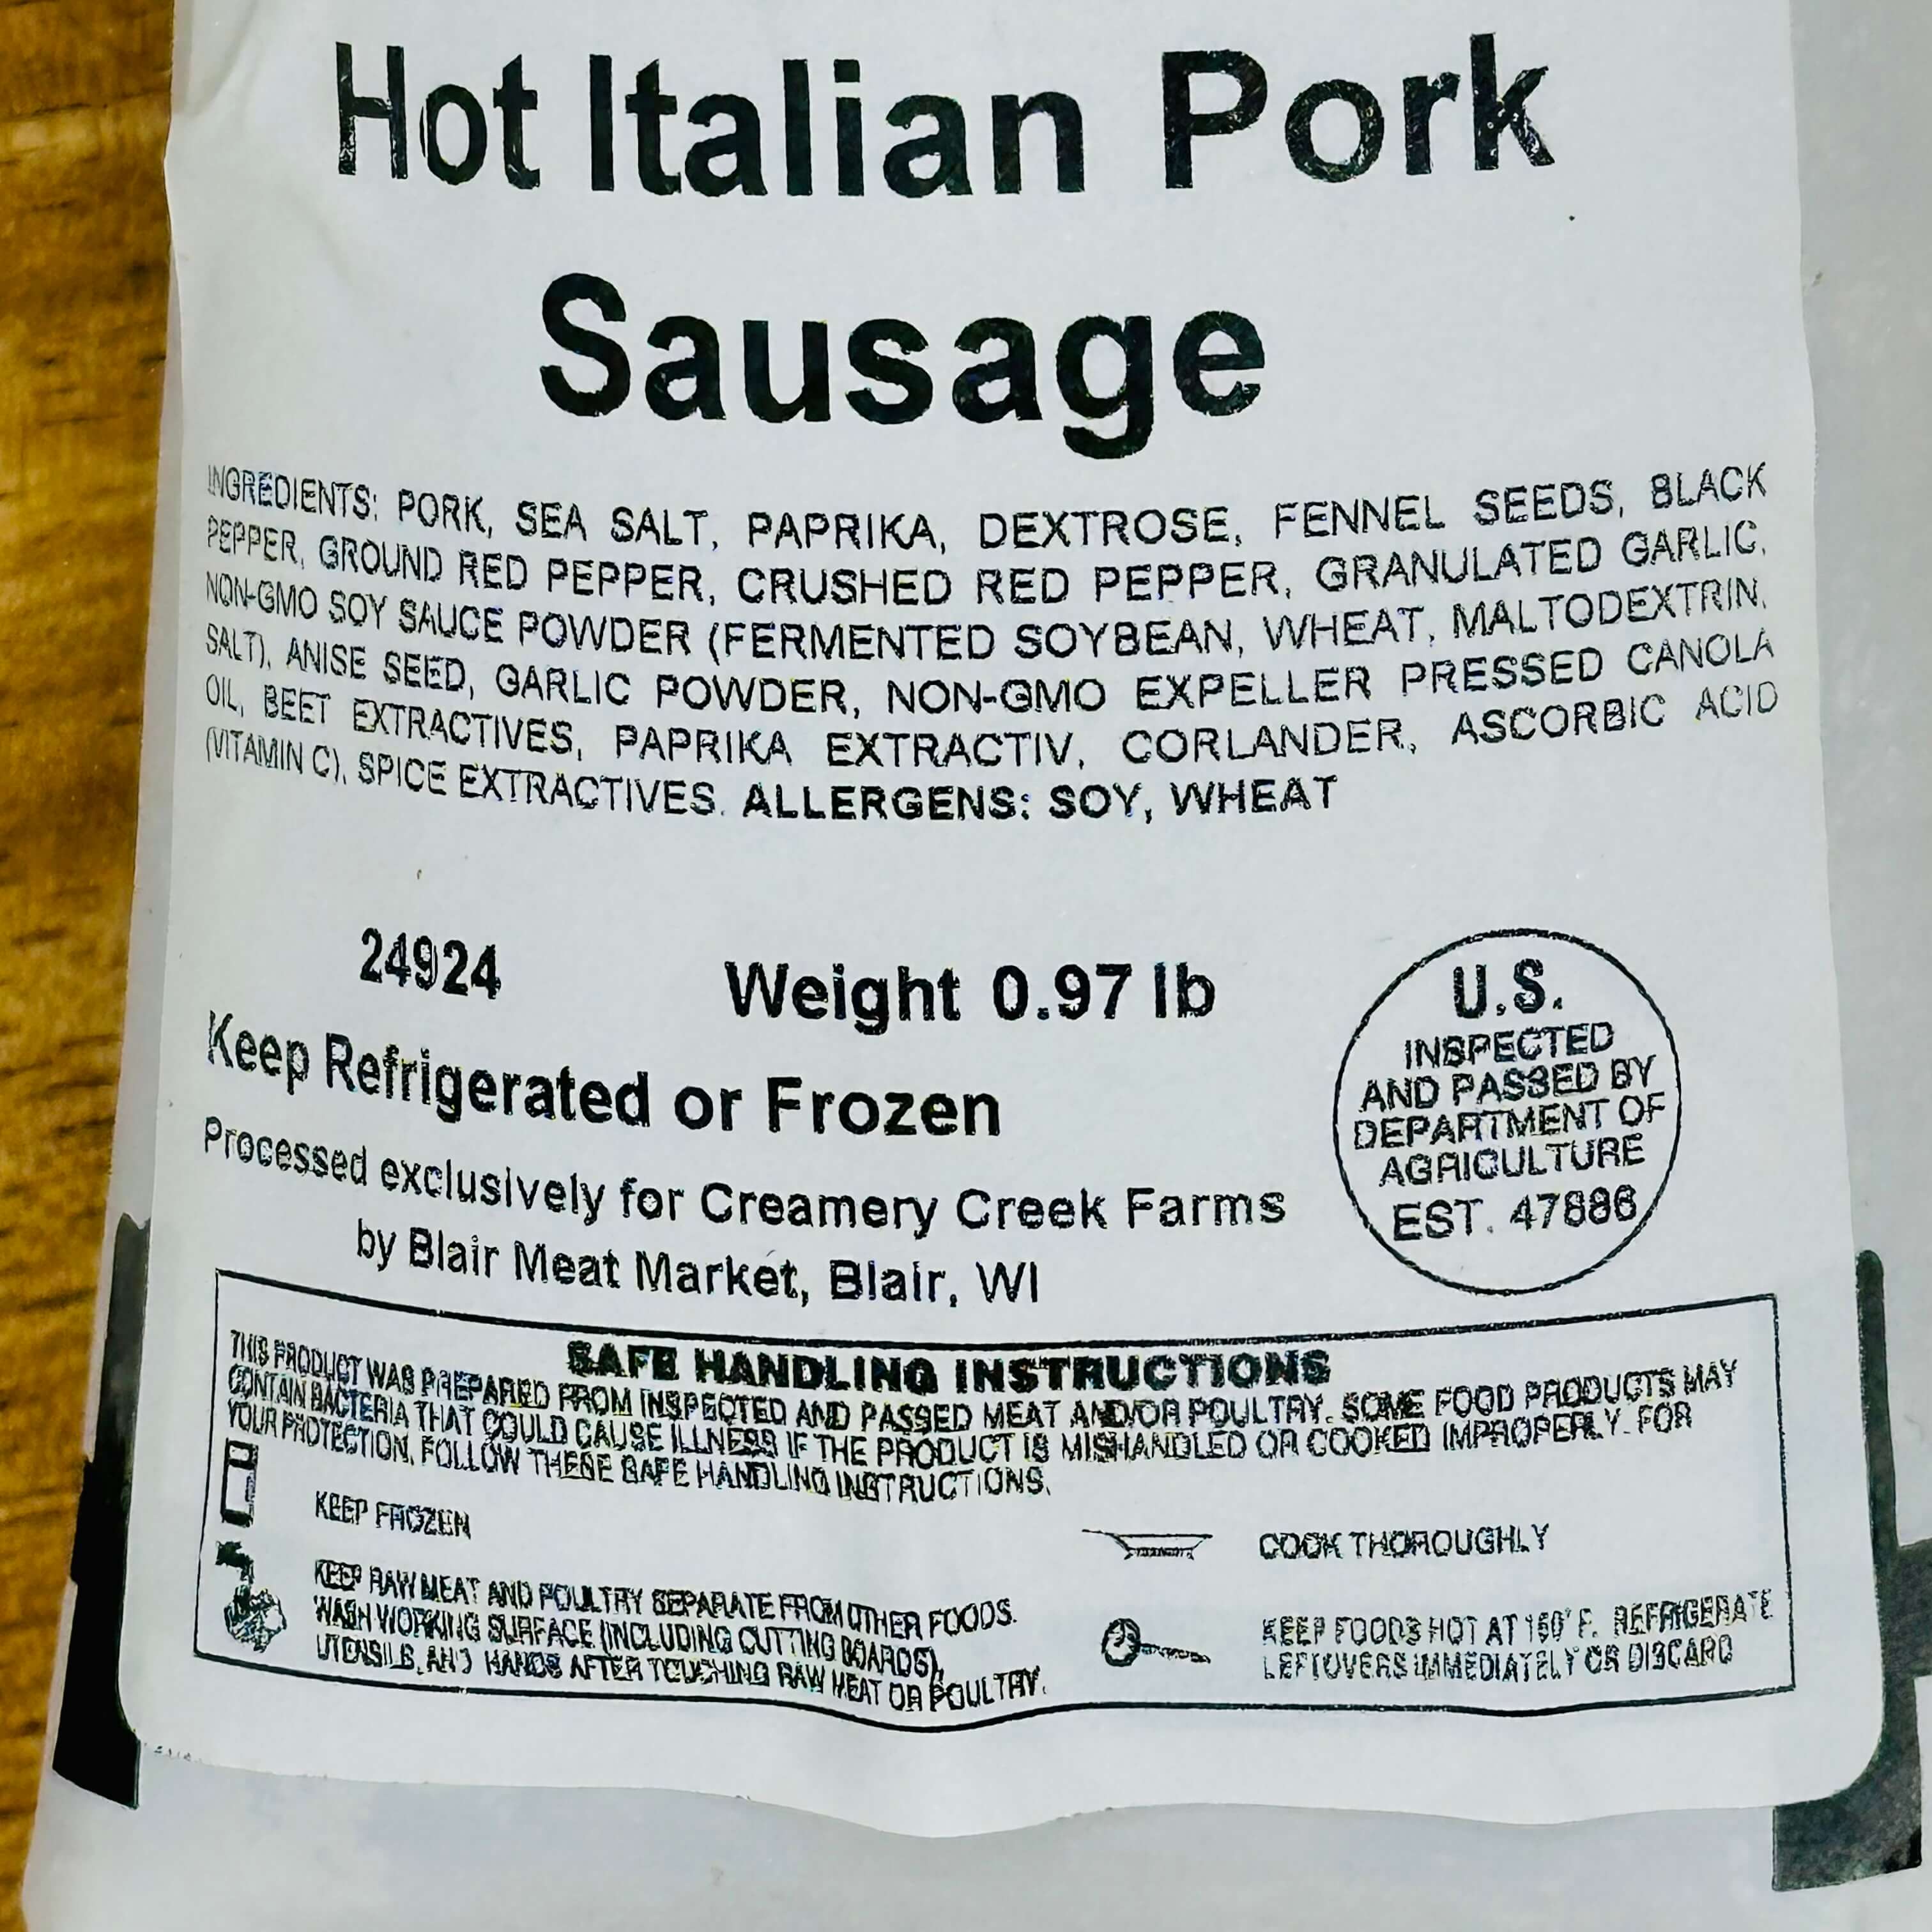 Hot Italian Pork
Sausage
INGREDIENTS: PORK, SEA SALT, PAPRIKA, DEXTROSE, FENNEL SEEDS, BLACK
PEPPER, GROUND RED PEPPER, CRUSHED RED PEPPER, GRANULATED GARLIC,
NON-GMO SOY SAUCE POWDER (FERMENTED SOYBEAN, WHEAT, MALTODEXTRIN,
SALT), ANISE SEED, GARLIC POWDER, NON-GMO EXPELLER PRESSED CANOLA
OIL, BEET EXTRACTIVES, PAPRIKA EXTRACTIV, CORLANDER, ASCORBIC ACID
(VITAMIN C), SPICE EXTRACTIVES. ALLERGENS: SOY, WHEAT
24924
Weight 0.97 lb
Keep Refrigerated or Frozen
Processed exclusively for Creamery Creek Farms
by Blair Meat Market, Blair, WI
U.S.
INSPECTED
AND PASSED BY
DEPARTMENT OF
AGRICULTURE
EST. 47886
SAFE HANDLING INSTRUCTIONS
THIS PRODUCT WAS PREPARED FROM INSPECTED AND PASSED MEAT AND/OR POULTRY. SOME FOOD PRODUCTS MAY
CONTAIN BACTERIA THAT COULD CAUSE ILLNESS IF THE PRODUCT IS MISHANDLED OR COOKED IMPROPERLY. FOR
YOUR PROTECTION, FOLLOW THESE SAFE HANDLING INSTRUCTIONS.
KEEP FROZEN
KEEP RAW MEAT AND POULTRY SEPARATE FROM OTHER FOODS.
WASH WORKING SURFACE (INCLUDING CUTTING BOARDS),
UTENSILS, AND HANDS AFTER TOUCHING RAW MEAT OR POULTRY.
COOK THOROUGHLY
KEEP FOODS HOT AT 160° F. REFRIGERATE
LEFTOVERS IMMEDIATELY OR DISCARD